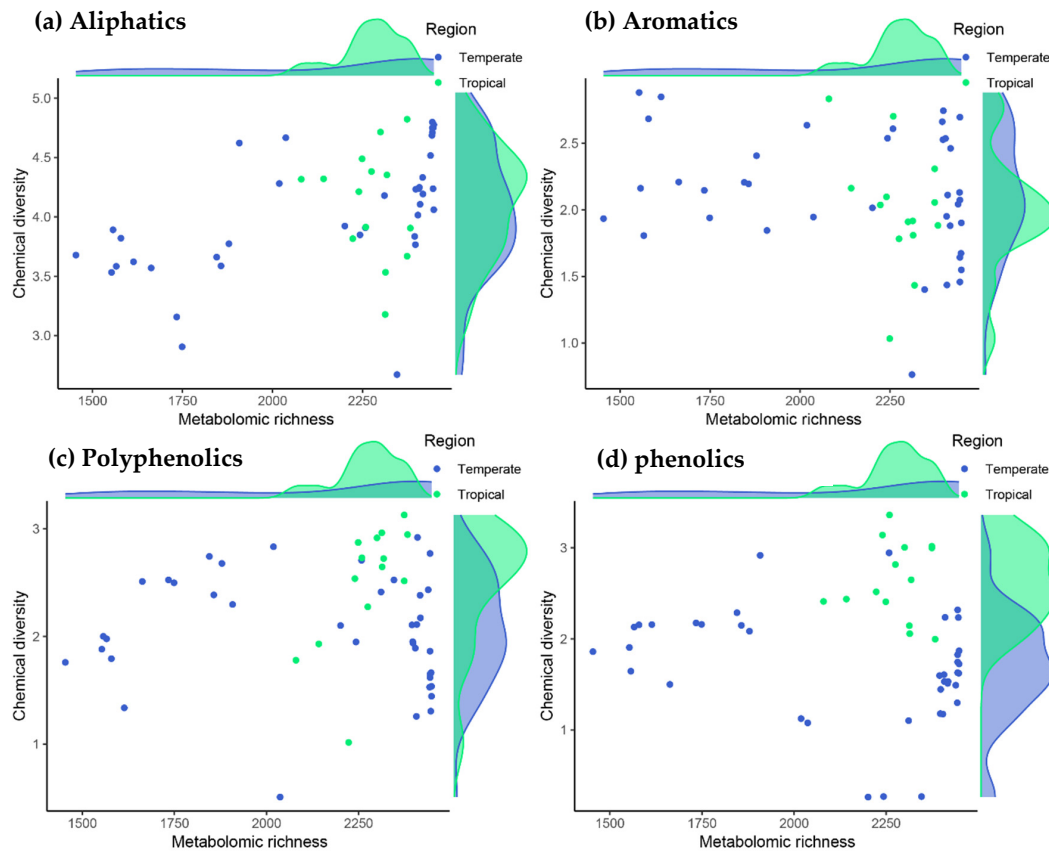 (a) Aliphatics
Region
Temperate
Tropical
5.0
4.5
4.0
3.5
3.0
Chemical diversity
1500
1750
2000
2250
Metabolomic richness
(b) Aromatics
Region
Temperate
Tropical
2.5
2.0
1.5
1.0
Chemical diversity
1500
1750
2000
2250
Metabolomic richness
(c) Polyphenolics
Region
Temperate
Tropical
3
2
1
Chemical diversity
1500
1750
2000
2250
Metabolomic richness
(d) phenolics
Region
Temperate
Tropical
3
2
1
Chemical diversity
1500
1750
2000
2250
Metabolomic richness